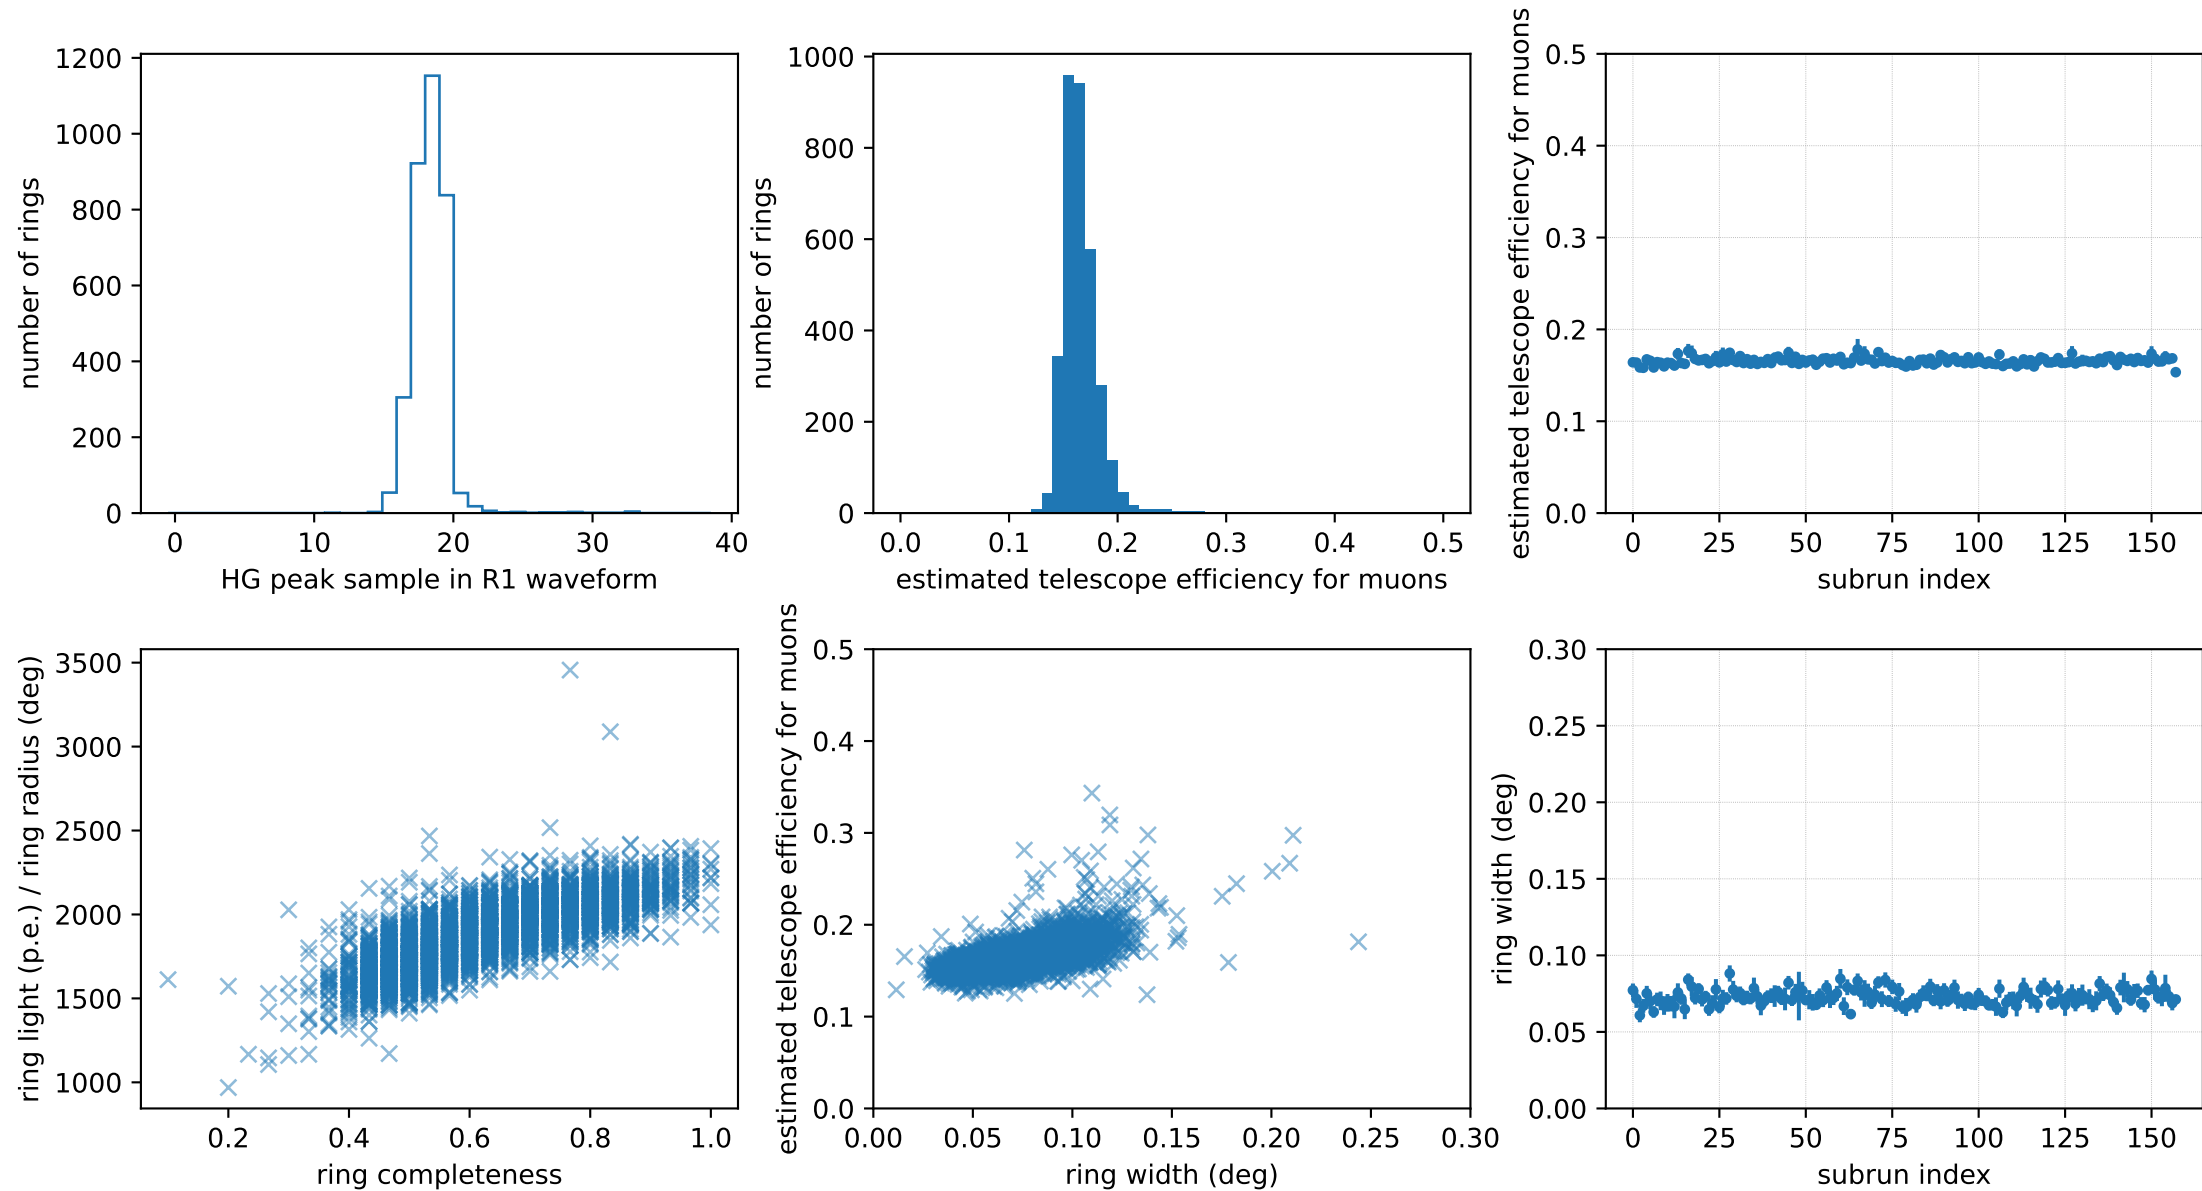 number of rings
1200
1000
800
600
400
200
0
0 10 20 30 40
HG peak sample in R1 waveform
number of rings
1000
800
600
400
200
0
0.0 0.1 0.2 0.3 0.4 0.5
estimated telescope efficiency for muons
estimated telescope efficiency for muons
0.5
0.4
0.3
0.2
0.1
0.0
0 25 50 75 100 125 150
subrun index
ring light (p.e.) / ring radius (deg)
3500
3000
2500
2000
1500
1000
0.2 0.4 0.6 0.8 1.0
ring completeness
estimated telescope efficiency for muons
0.5
0.4
0.3
0.2
0.1
0.0
0.00 0.05 0.10 0.15 0.20 0.25 0.30
ring width (deg)
ring width (deg)
0.30
0.25
0.20
0.15
0.10
0.05
0.00
0 25 50 75 100 125 150
subrun index